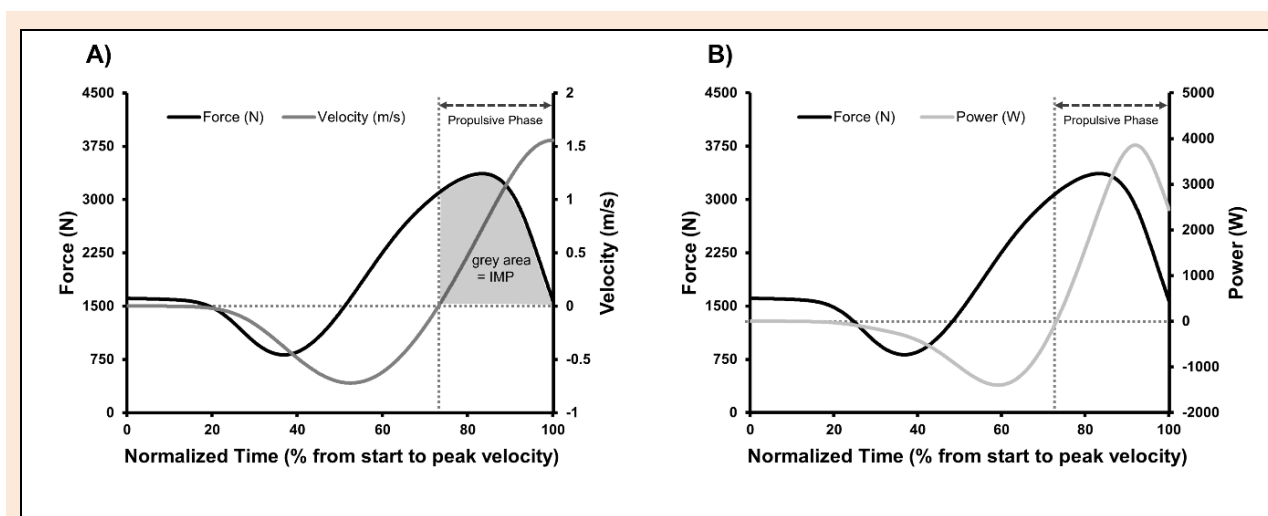 A)
Force (N)
Velocity (m/s)
Propulsive Phase
4500
3750
3000
2250
1500
750
0
Force (N)
2
1.5
1
0.5
0
-0.5
-1
Velocity (m/s)
grey area
= IMP
0
20
40
60
80
100
Normalized Time (% from start to peak velocity)
B)
Force (N)
Power (W)
Propulsive Phase
4500
3750
3000
2250
1500
750
0
Force (N)
5000
4000
3000
2000
1000
0
-1000
-2000
Power (W)
0
20
40
60
80
100
Normalized Time (% from start to peak velocity)